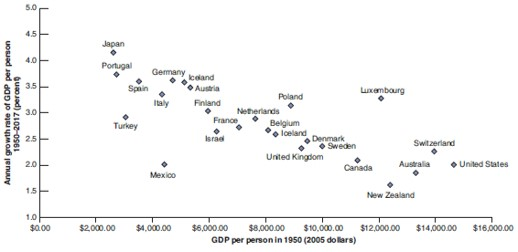 Annual growth rate of GDP per person
1950–2017 (percent)
5.0
4.5
4.0
3.5
3.0
2.5
2.0
1.5
1.0
Japan
Portugal
Spain
Germany
Iceland
Austria
Italy
Turkey
Mexico
Finland
Israel
France
Netherlands
Poland
Belgium
Iceland
Denmark
Sweden
United Kingdom
Luxembourg
Canada
New Zealand
Australia
Switzerland
United States
$0.00 $2,000.00 $4,000.00 $6,000.00 $8,000.00 $10,000.00 $12,000.00 $14,000.00 $16,000.00
GDP per person in 1950 (2005 dollars)